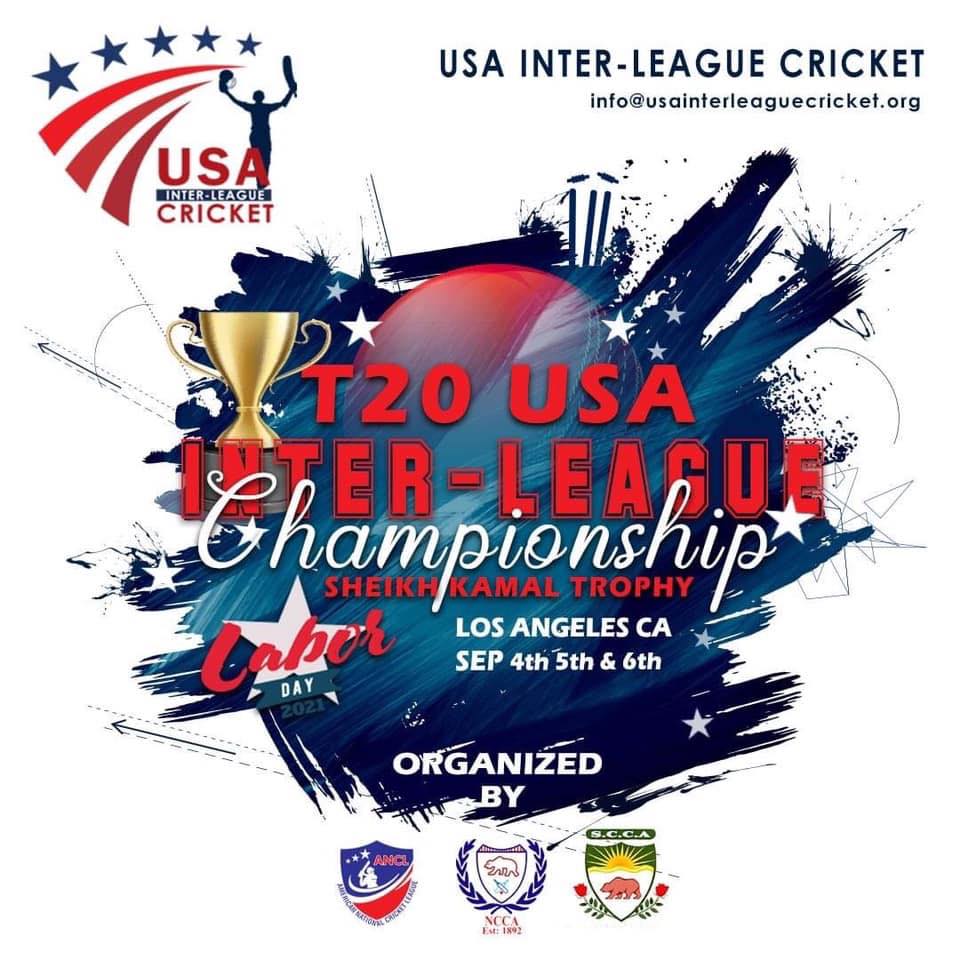 USA
INTER-LEAGUE
CRICKET
USA INTER-LEAGUE CRICKET
info@usainterleaguecricket.org
T20 USA
INTER-LEAGUE
Championship
SHEIKH KAMAL TROPHY
Labor
DAY
2021
LOS ANGELES CA
SEP 4th 5th & 6th
ORGANIZED
BY
ANCL
AMERICAN NATIONAL CRICKET LEAGUE
NCCA
Est: 1892
S.C.C.A